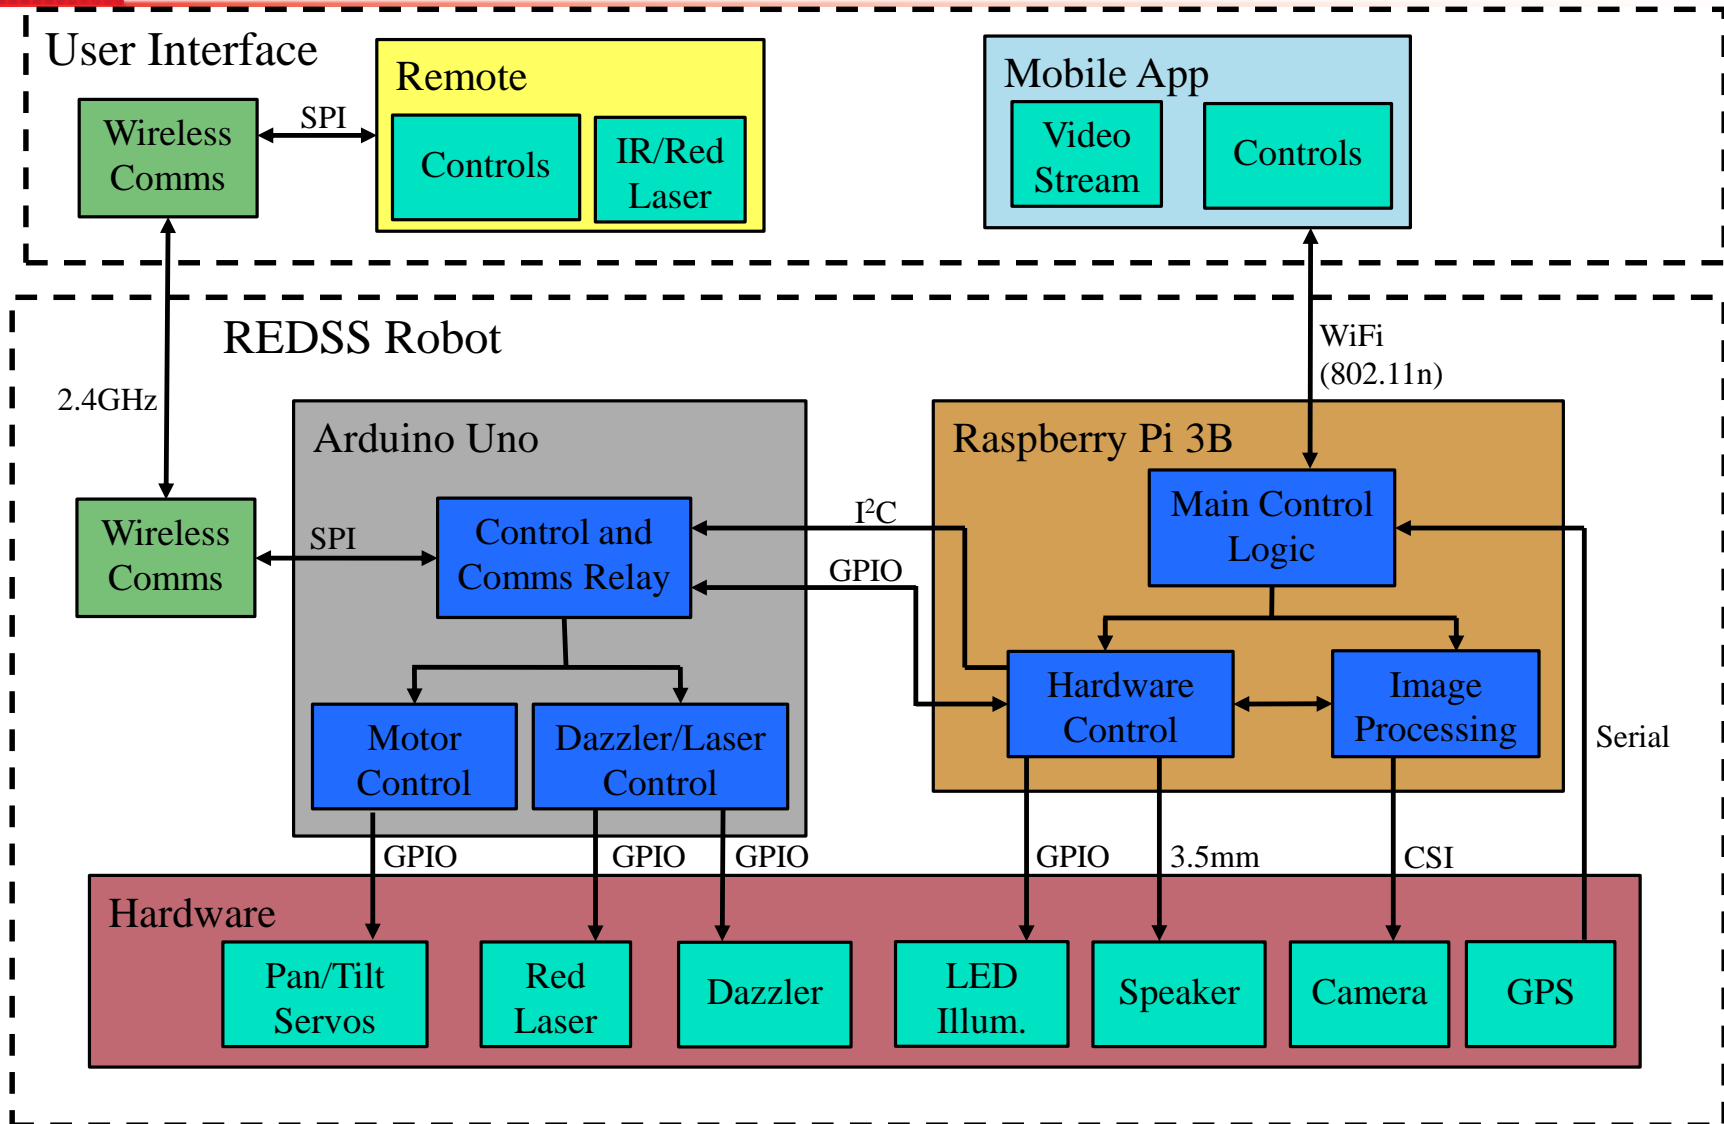 User Interface
Remote
Mobile App
Wireless
Comms
SPI
Controls
IR/Red
Laser
Video
Stream
Controls
REDSS Robot
WiFi
(802.11n)
2.4GHz
Arduino Uno
Raspberry Pi 3B
Wireless
Comms
SPI
Control and
Comms Relay
I²C
GPIO
Main Control
Logic
Motor
Control
Dazzler/Laser
Control
Hardware
Control
Image
Processing
Serial
GPIO
GPIO
GPIO
GPIO
3.5mm
CSI
Hardware
Pan/Tilt
Servos
Red
Laser
Dazzler
LED
Illum.
Speaker
Camera
GPS